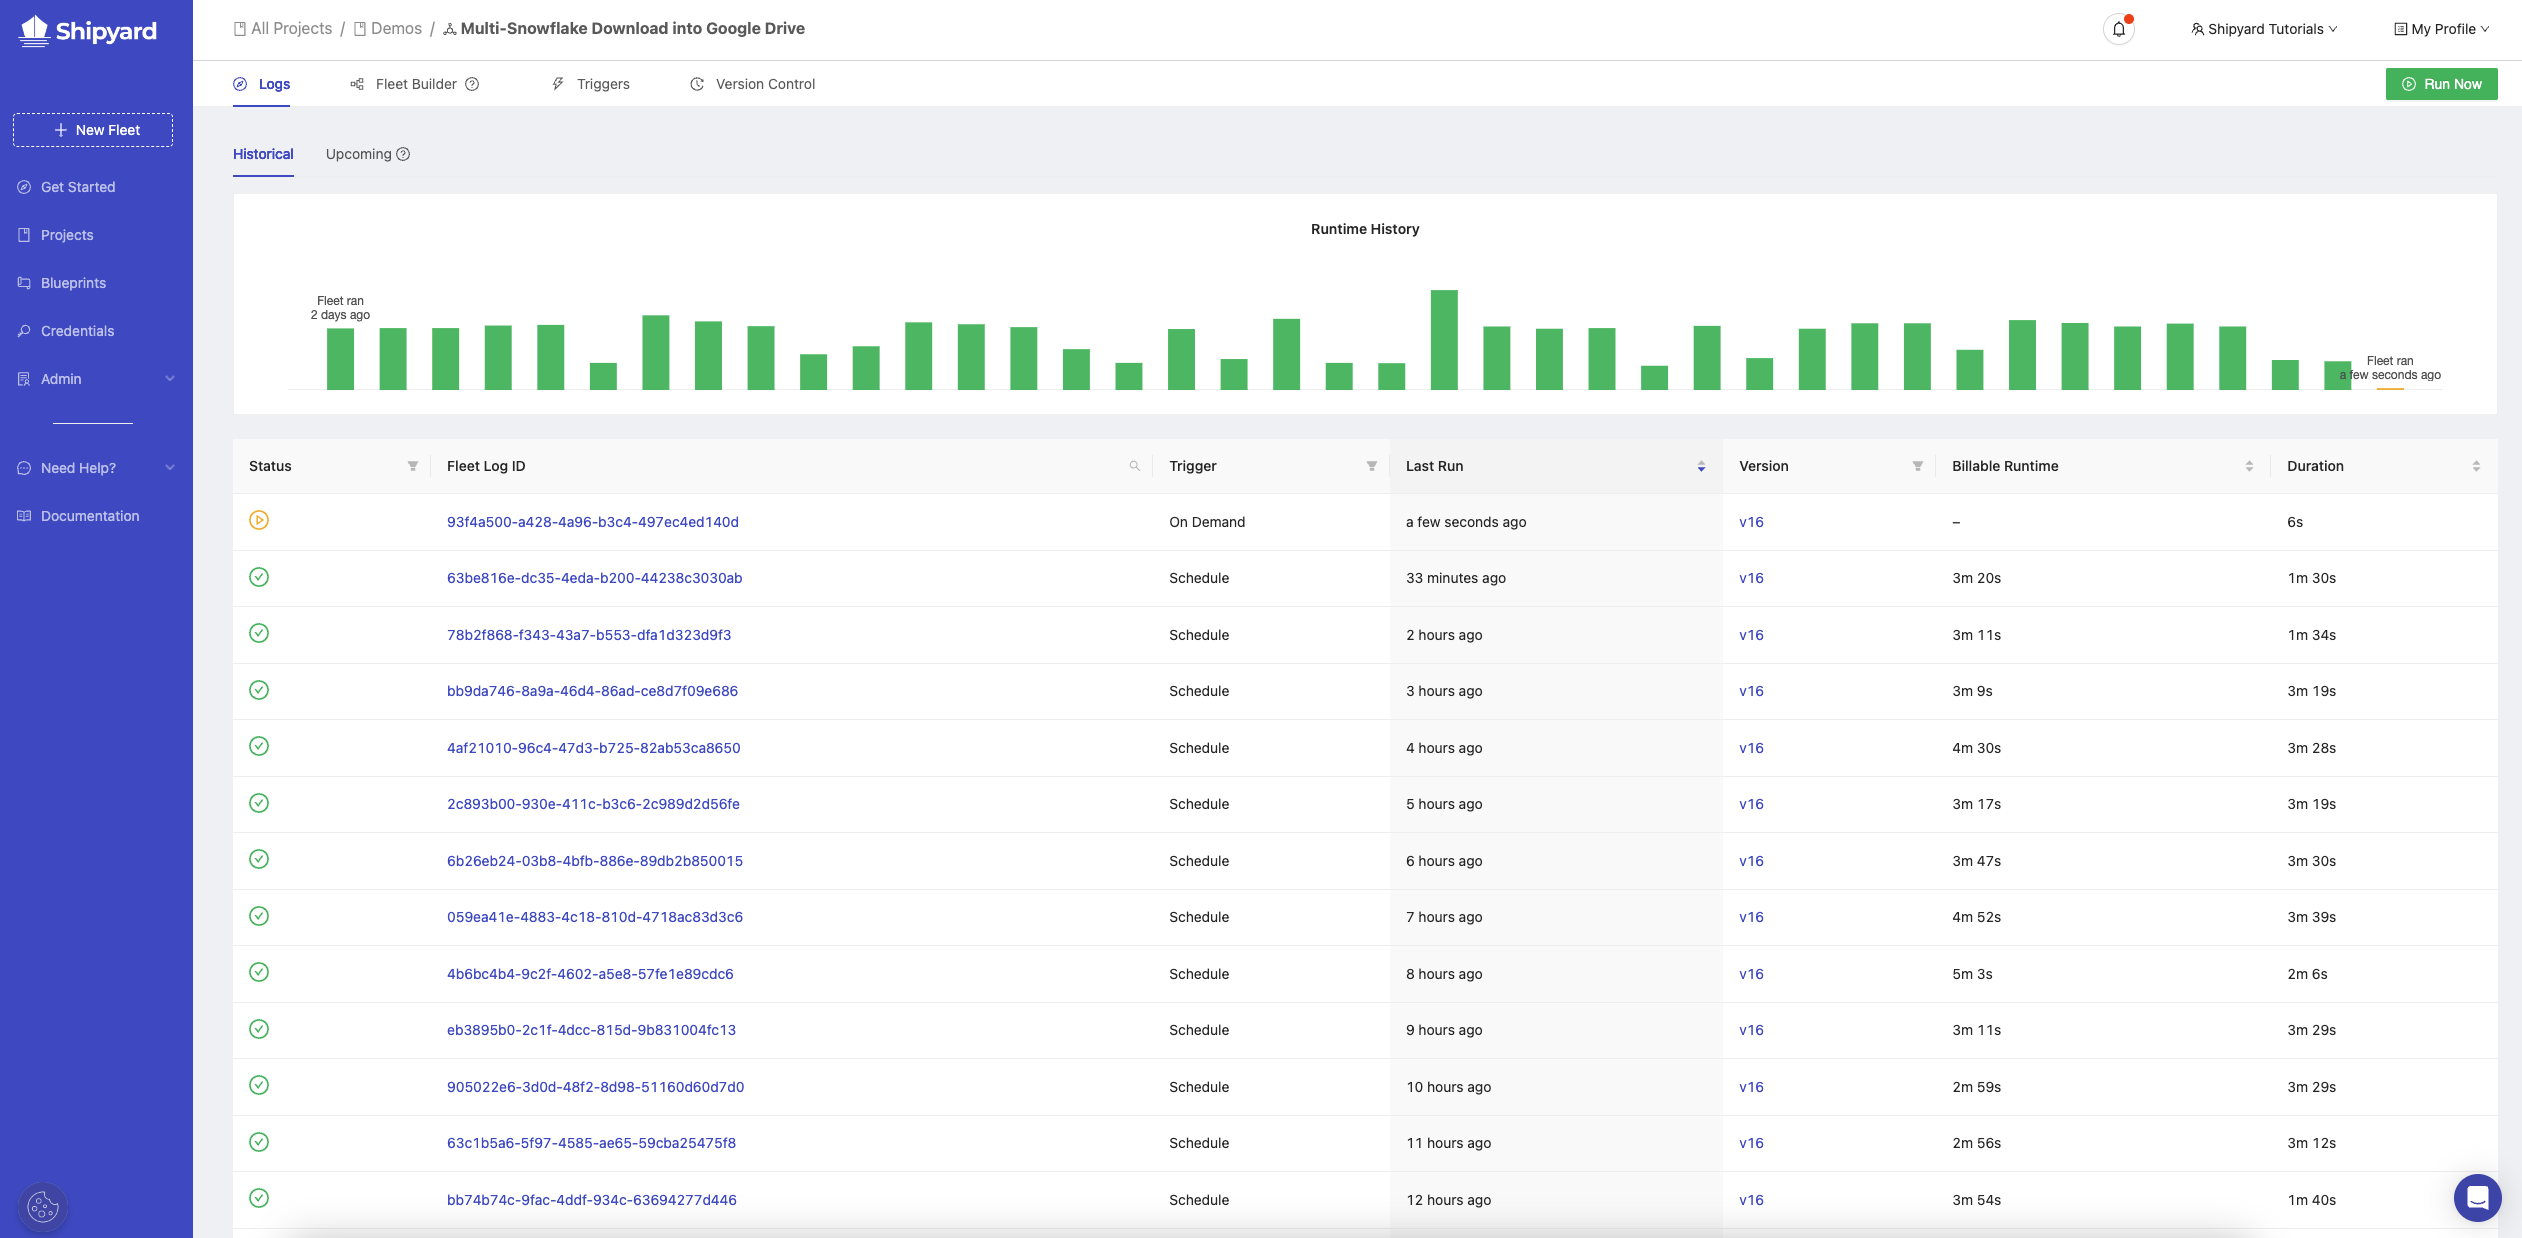 Shipyard
All Projects / Demos / Multi-Snowflake Download into Google Drive
Shipyard Tutorials
My Profile
Logs
Fleet Builder
Triggers
Version Control
Run Now
New Fleet
Get Started
Projects
Blueprints
Credentials
Admin
Need Help?
Documentation
Historical
Upcoming
Runtime History
Fleet ran
2 days ago
Fleet ran
a few seconds ago
Status Fleet Log ID Trigger Last Run Version Billable Runtime Duration
93f4a500-a428-4a96-b3c4-497ec4ed140d On Demand a few seconds ago v16 – 6s
63be816e-dc35-4eda-b200-44238c3030ab Schedule 33 minutes ago v16 3m 20s 1m 30s
78b2f868-f343-43a7-b553-dfa1d323d9f3 Schedule 2 hours ago v16 3m 11s 1m 34s
bb9da746-8a9a-46d4-86ad-ce8d7f09e686 Schedule 3 hours ago v16 3m 9s 3m 19s
4af21010-96c4-47d3-b725-82ab53ca8650 Schedule 4 hours ago v16 4m 30s 3m 28s
2c893b00-930e-411c-b3c6-2c989d2d56fe Schedule 5 hours ago v16 3m 17s 3m 19s
6b26eb24-03b8-4bfb-886e-89db2b850015 Schedule 6 hours ago v16 3m 47s 3m 30s
059ea41e-4883-4c18-810d-4718ac83d3c6 Schedule 7 hours ago v16 4m 52s 3m 39s
4b6bc4b4-9c2f-4602-a5e8-57fe1e89cdc6 Schedule 8 hours ago v16 5m 3s 2m 6s
eb3895b0-2c1f-4dcc-815d-9b831004fc13 Schedule 9 hours ago v16 3m 11s 3m 29s
905022e6-3d0d-48f2-8d98-51160d60d7d0 Schedule 10 hours ago v16 2m 59s 3m 29s
63c1b5a6-5f97-4585-ae65-59cba25475f8 Schedule 11 hours ago v16 2m 56s 3m 12s
bb74b74c-9fac-4ddf-934c-63694277d446 Schedule 12 hours ago v16 3m 54s 1m 40s